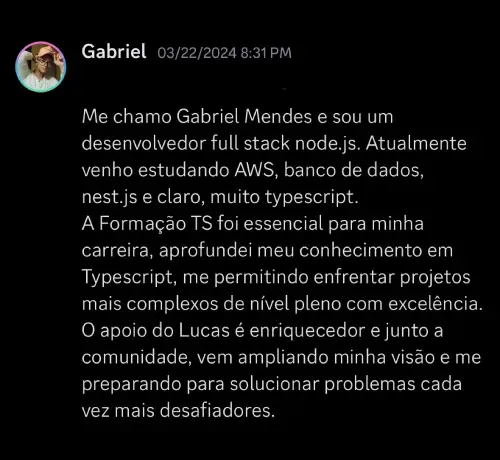 Gabriel 03/22/2024 8:31 PM
Me chamo Gabriel Mendes e sou um
desenvolvedor full stack node.js. Atualmente
venho estudando AWS, banco de dados,
nest.js e claro, muito typescript.
A Formação TS foi essencial para minha
carreira, aprofundei meu conhecimento em
Typescript, me permitindo enfrentar projetos
mais complexos de nível pleno com excelência.
O apoio do Lucas é enriquecedor e junto a
comunidade, vem ampliando minha visão e me
preparando para solucionar problemas cada
vez mais desafiadores.